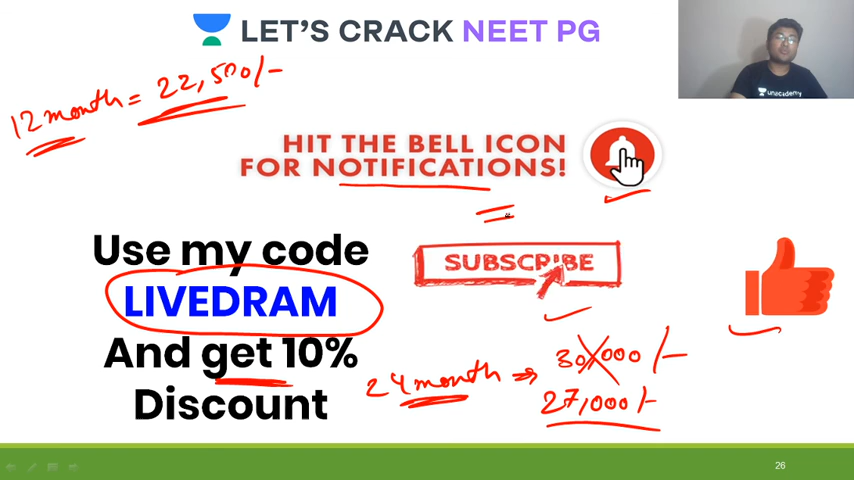 LET'S CRACK NEET PG
unacademy
12 month = 22,500/-
HIT THE BELL ICON
FOR NOTIFICATIONS!
Use my code
LIVEDRAM
And get 10%
Discount
SUBSCRIBE
24 month ⇒ 30,000/-
27,000/-
26